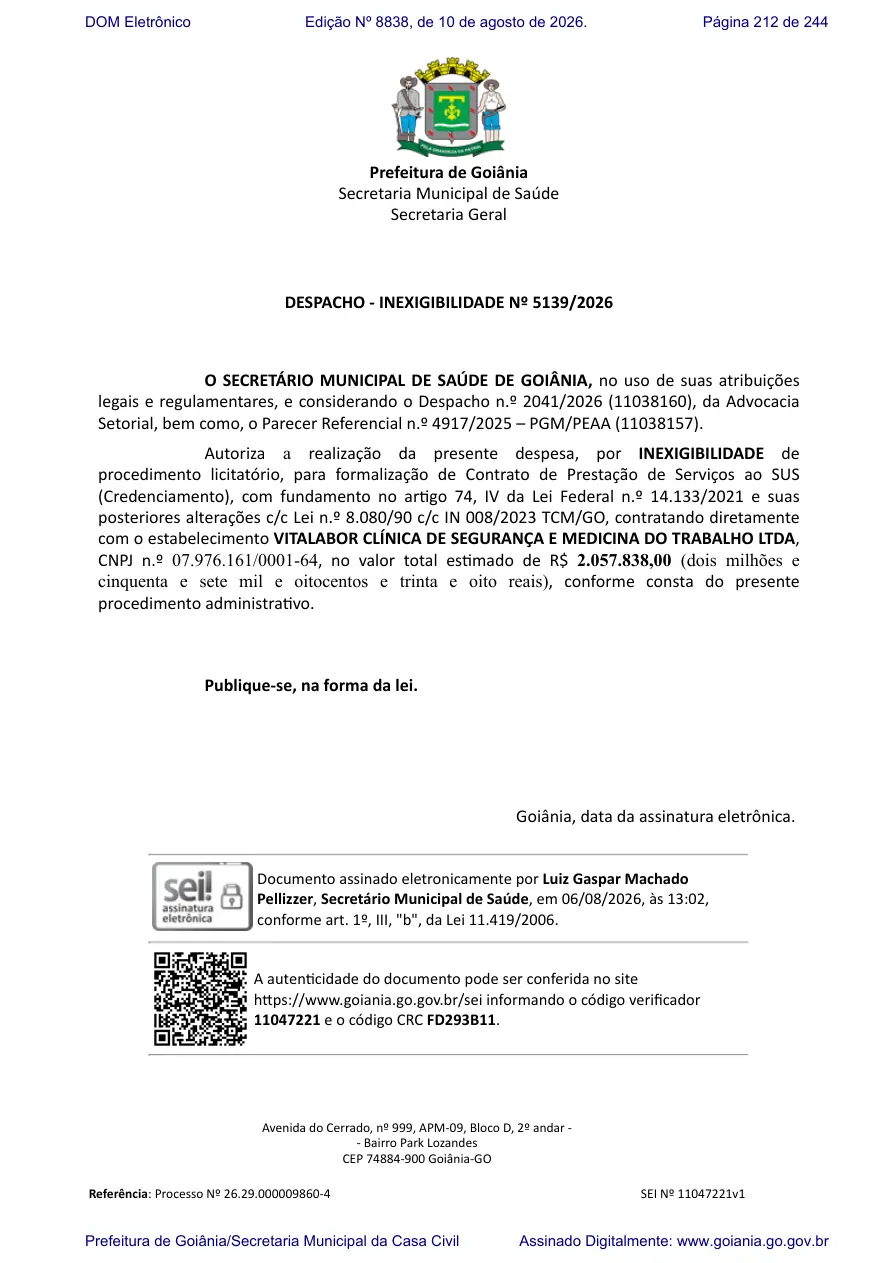 DOM Eletrônico Edição Nº 8838, de 10 de agosto de 2026. Página 212 de 244
PELA GRANDEZA DA PÁTRIA
Prefeitura de Goiânia
Secretaria Municipal de Saúde
Secretaria Geral
DESPACHO - INEXIGIBILIDADE Nº 5139/2026
O SECRETÁRIO MUNICIPAL DE SAÚDE DE GOIÂNIA, no uso de suas atribuições
legais e regulamentares, e considerando o Despacho n.º 2041/2026 (11038160), da Advocacia
Setorial, bem como, o Parecer Referencial n.º 4917/2025 – PGM/PEAA (11038157).
Autoriza a realização da presente despesa, por INEXIGIBILIDADE de
procedimento licitatório, para formalização de Contrato de Prestação de Serviços ao SUS
(Credenciamento), com fundamento no artigo 74, IV da Lei Federal n.º 14.133/2021 e suas
posteriores alterações c/c Lei n.º 8.080/90 c/c IN 008/2023 TCM/GO, contratando diretamente
com o estabelecimento VITALABOR CLÍNICA DE SEGURANÇA E MEDICINA DO TRABALHO LTDA,
CNPJ n.º 07.976.161/0001-64, no valor total estimado de R$ 2.057.838,00 (dois milhões e
cinquenta e sete mil e oitocentos e trinta e oito reais), conforme consta do presente
procedimento administrativo.
Publique-se, na forma da lei.
Goiânia, data da assinatura eletrônica.
sei!
assinatura
eletrônica
Documento assinado eletronicamente por Luiz Gaspar Machado
Pellizzer, Secretário Municipal de Saúde, em 06/08/2026, às 13:02,
conforme art. 1º, III, "b", da Lei 11.419/2006.
A autenticidade do documento pode ser conferida no site
https://www.goiania.go.gov.br/sei informando o código verificador
11047221 e o código CRC FD293B11.
Avenida do Cerrado, nº 999, APM-09, Bloco D, 2º andar -
- Bairro Park Lozandes
CEP 74884-900 Goiânia-GO
Referência: Processo Nº 26.29.000009860-4 SEI Nº 11047221v1
Prefeitura de Goiânia/Secretaria Municipal da Casa Civil Assinado Digitalmente: www.goiania.go.gov.br